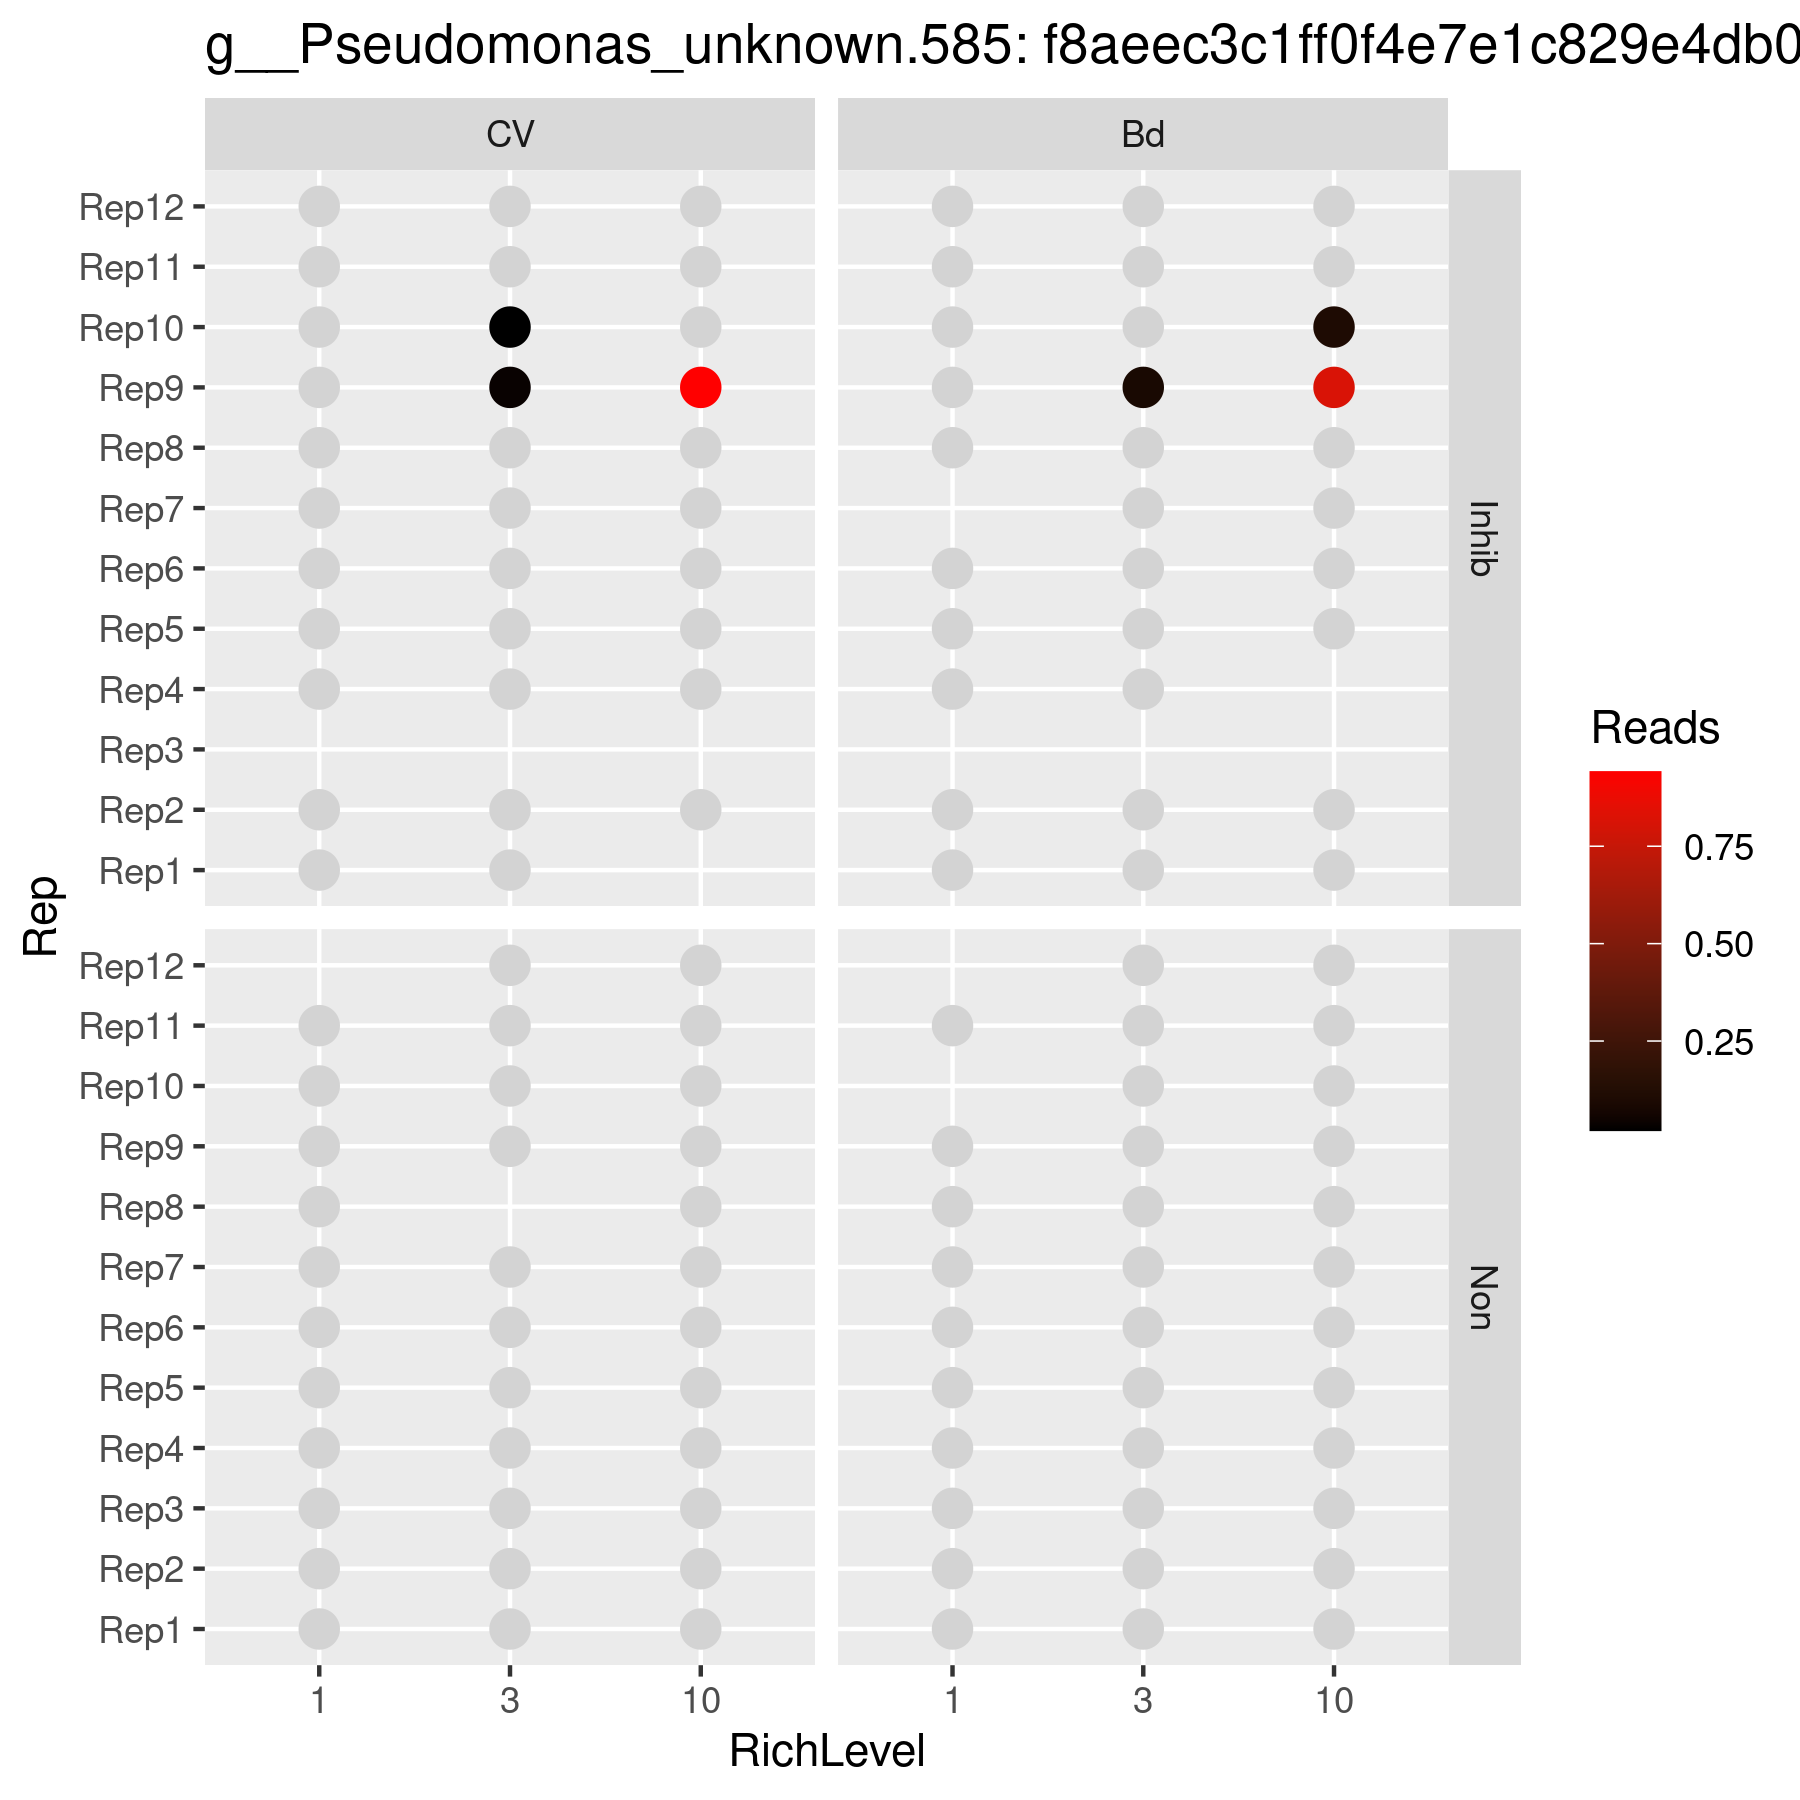 g__Pseudomonas_unknown.585: f8aeec3c1ff0f4e7e1c829e4db0
CV
Bd
Rep12
Rep11
Rep10
Rep9
Rep8
Rep7
Rep6
Rep5
Rep4
Rep3
Rep2
Rep1
Inhib
Rep
Rep12
Rep11
Rep10
Rep9
Rep8
Rep7
Rep6
Rep5
Rep4
Rep3
Rep2
Rep1
Non
1 3 10
1 3 10
RichLevel
Reads
0.75
0.50
0.25